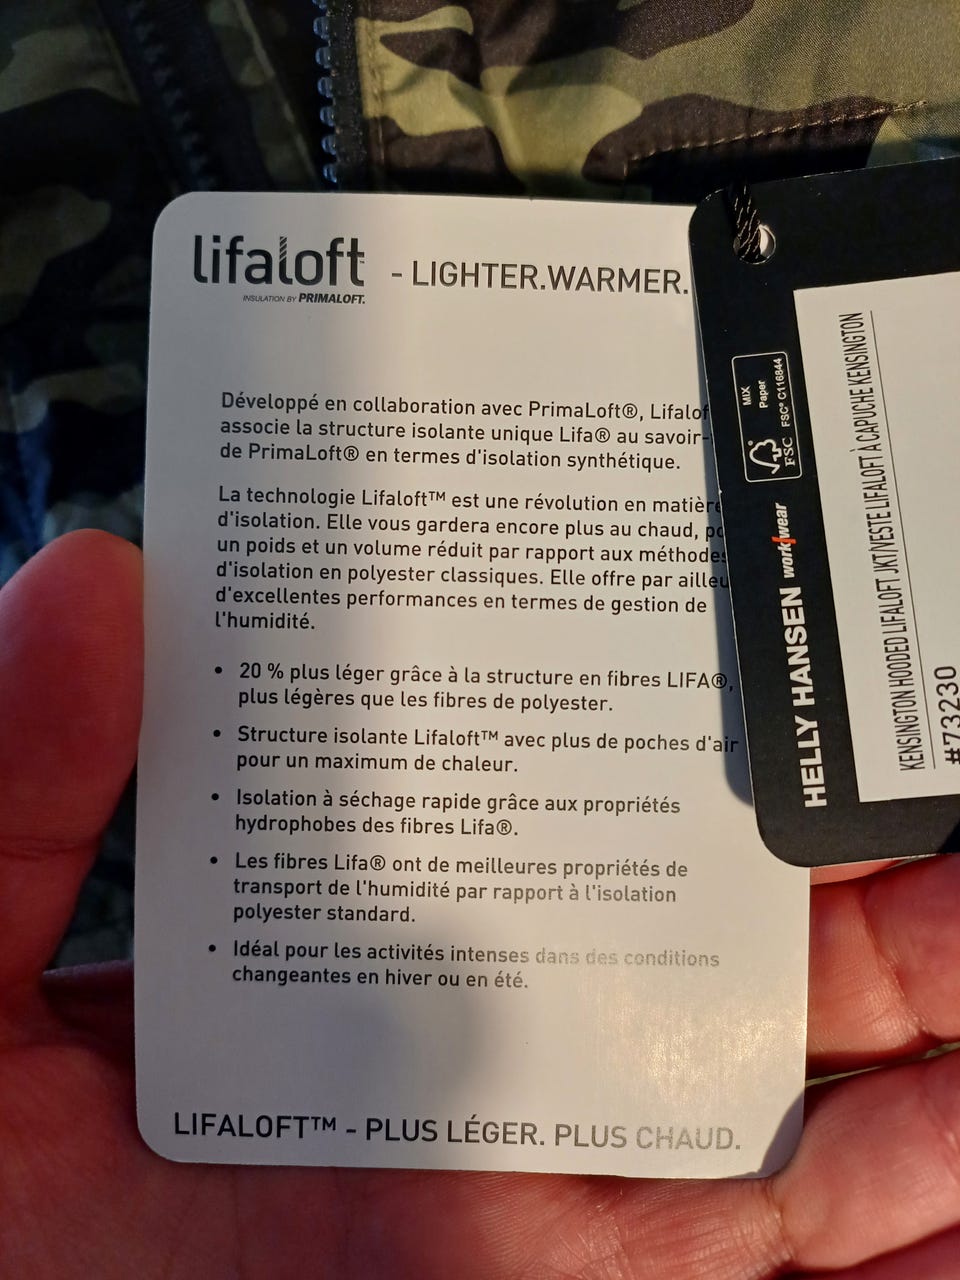 lifaloft™
INSULATION BY PRIMALOFT.
- LIGHTER.WARMER.
Développé en collaboration avec PrimaLoft®,
associe la structure isolante unique Lifa® au savoir-
de PrimaLoft® en termes d'isolation synthétique.
La technologie Lifaloft™ est une révolution en
d'isolation. Elle vous gardera encore plus au chaud,
un poids et un volume réduit par rapport aux
d'isolation en polyester classiques. Elle offre par
d'excellentes performances en termes de gestion de
l'humidité.
• 20 % plus léger grâce à la structure en fibres LIFA®,
plus légères que les fibres de polyester.
• Structure isolante Lifaloft™ avec plus de poches d'air
pour un maximum de chaleur.
• Isolation à séchage rapide grâce aux propriétés
hydrophobes des fibres Lifa®.
• Les fibres Lifa® ont de meilleures propriétés de
transport de l'humidité par rapport à l'isolation
polyester standard.
• Idéal pour les activités intenses dans des conditions
changeantes en hiver ou en été.
LIFALOFT™ - PLUS LÉGER. PLUS CHAUD.
MIX
Paper
FSC
FSC® C116844
HELLY HANSEN workwear
KENSINGTON HOODED LIFALOFT JKT/VESTE LIFALOFT À CAPUCHE KENSINGTON
#73230